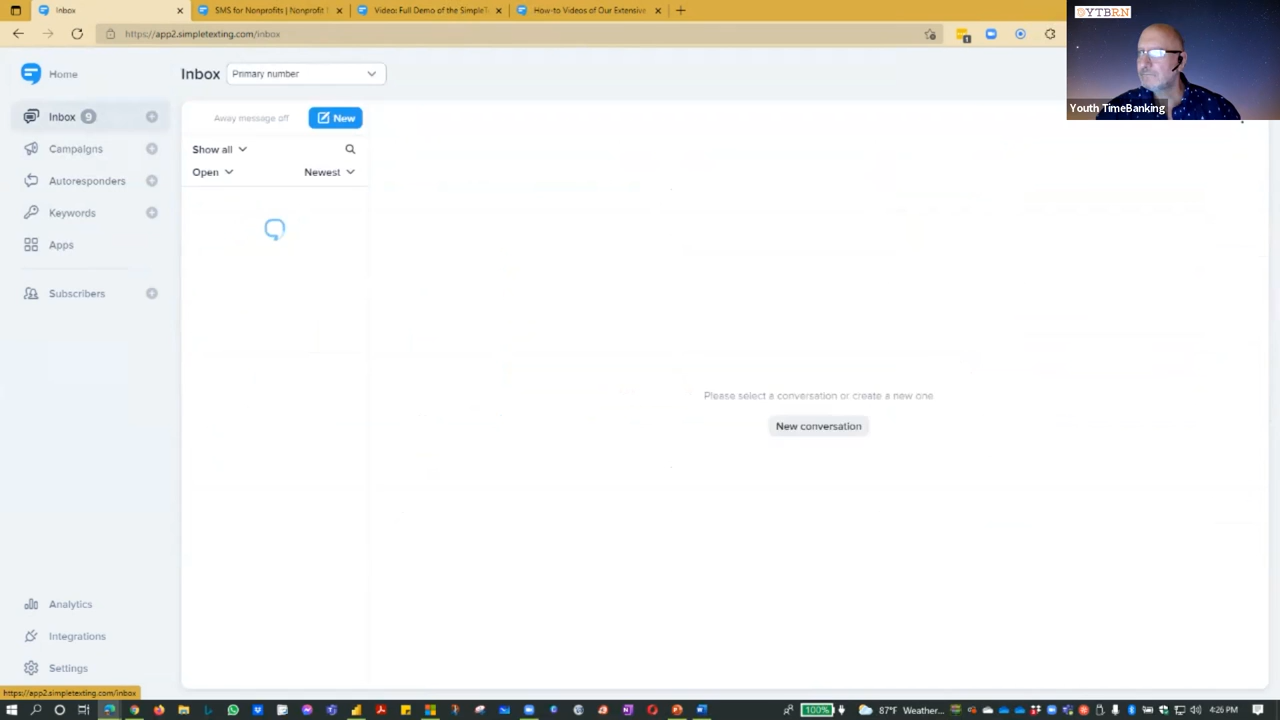 Inbox
SMS for Nonprofits | Nonprofit T
Video: Full Demo of the SimpleT
How-to Videos of Our Extensive
https://app2.simpletexting.com/inbox
YTBRN
Youth TimeBanking
Home
Inbox 9
Campaigns
Autoresponders
Keywords
Apps
Subscribers
Analytics
Integrations
Settings
Inbox
Primary number
Away message off
New
Show all
Open
Newest
Please select a conversation or create a new one
New conversation
https://app2.simpletexting.com/inbox
100%
87°F Weather...
4:26 PM